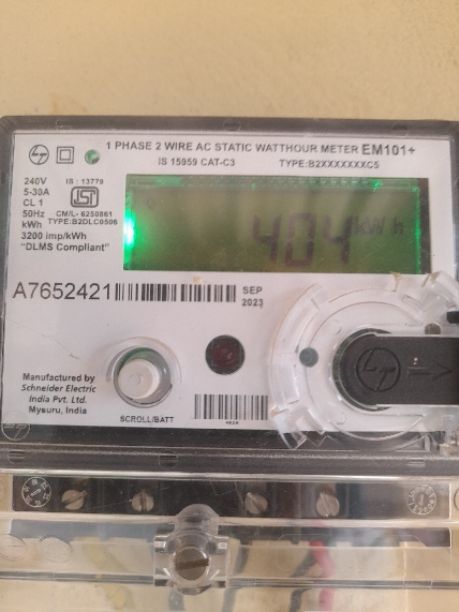 1 PHASE 2 WIRE AC STATIC WATTHOUR METER EM101+
IS 15959 CAT-C3 TYPE:B2XXXXXXXC5
240V IS : 13779
5-30A
CL 1
50Hz CM/L- 6250861
kWh TYPE:B2DLC0506
3200 imp/kWh
"DLMS Compliant"
404 kWh
A7652421
SEP
2023
Manufactured by
Schneider Electric
India Pvt. Ltd.
Mysuru, India
SCROLL/BATT